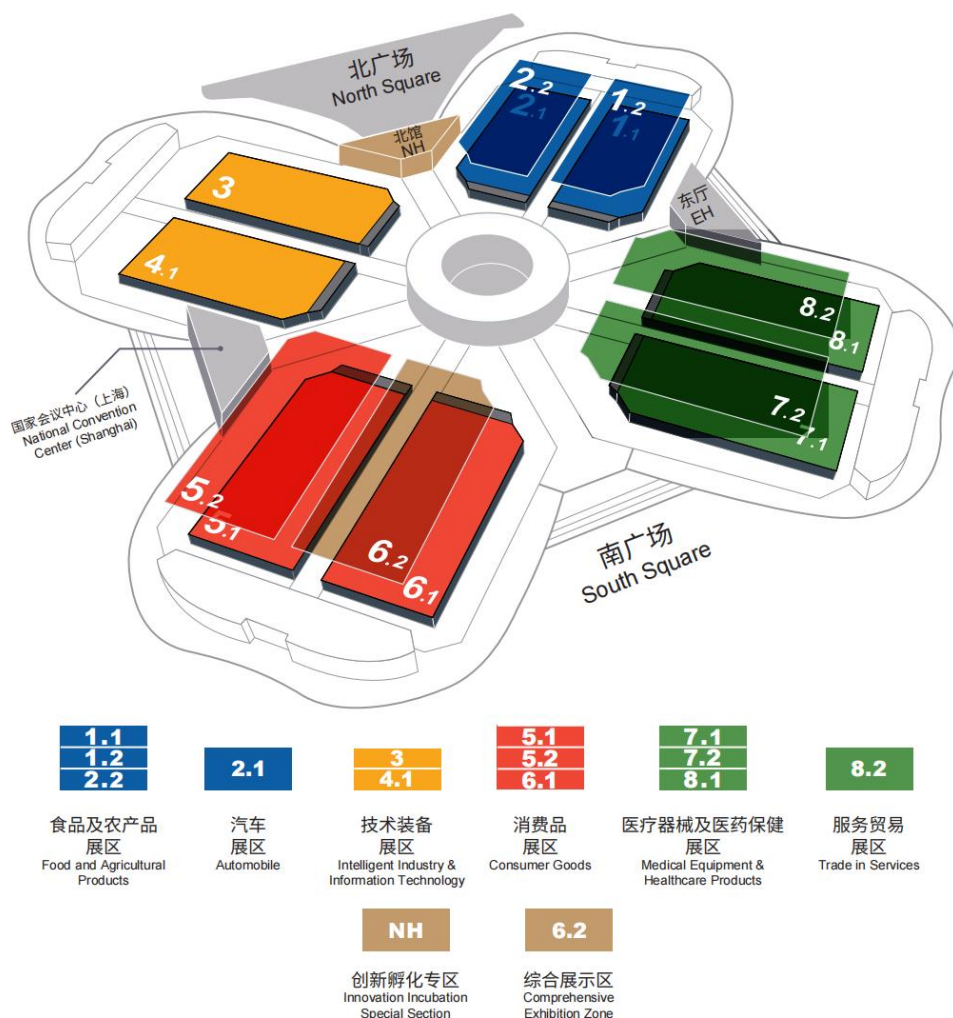 北广场
North Square
北馆
NH
2.2
2.1
1.2
1.1
东厅
EH
3
4.1
8.2
8.1
7.2
7.1
国家会议中心（上海）
National Convention
Center (Shanghai)
5.2
5.1
6.2
6.1
南广场
South Square
1.1
1.2
2.2
食品及农产品
展区
Food and Agricultural
Products
2.1
汽车
展区
Automobile
3
4.1
技术装备
展区
Intelligent Industry &
Information Technology
5.1
5.2
6.1
消费品
展区
Consumer Goods
7.1
7.2
8.1
医疗器械及医药保健
展区
Medical Equipment &
Healthcare Products
8.2
服务贸易
展区
Trade in Services
NH
创新孵化专区
Innovation Incubation
Special Section
6.2
综合展示区
Comprehensive
Exhibition Zone